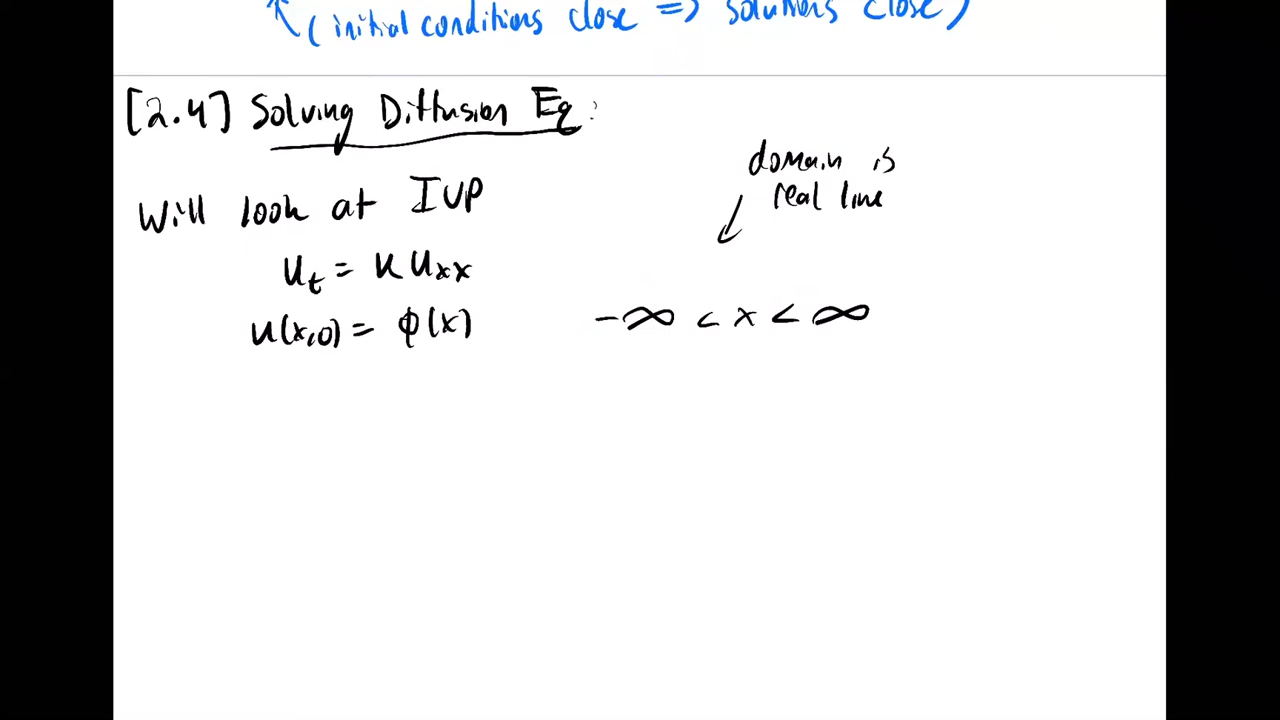 (initial conditions close => solutions close)
[2.4] Solving Diffusion Eq:
domain is
real line
Will look at IVP
u_t = k u_xx
u(x,0) = φ(x) -∞ < x < ∞